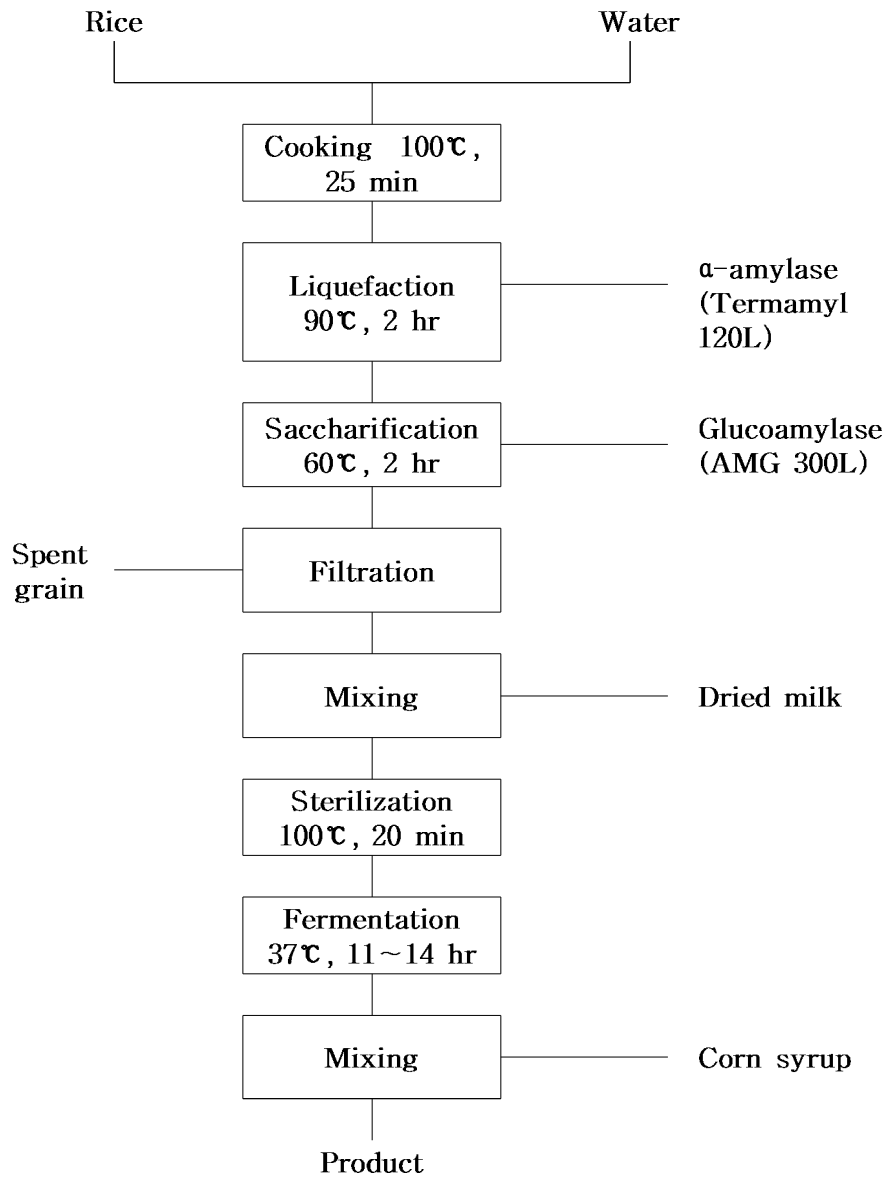 Rice
Water
Cooking 100℃,
25 min
Liquefaction
90℃, 2 hr
α-amylase
(Termamyl
120L)
Saccharification
60℃, 2 hr
Glucoamylase
(AMG 300L)
Spent
grain
Filtration
Mixing
Dried milk
Sterilization
100℃, 20 min
Fermentation
37℃, 11~14 hr
Mixing
Corn syrup
Product